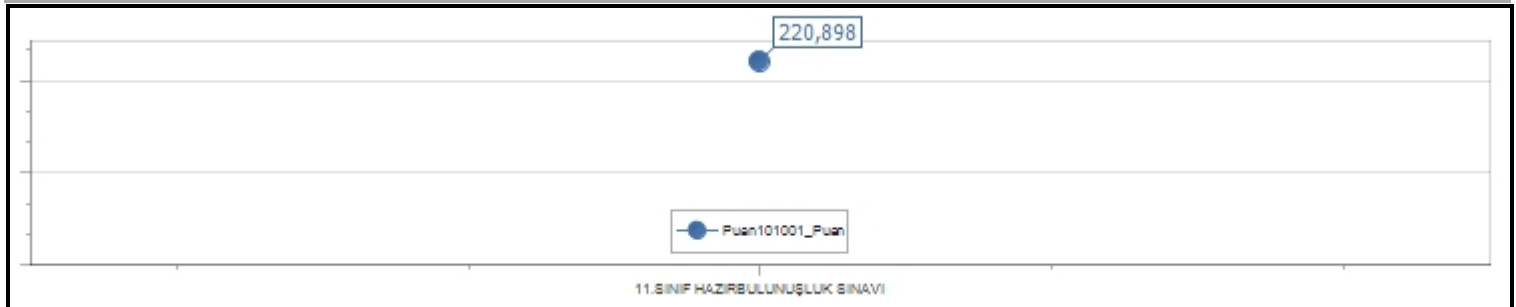 220,898
Puan101001_Puan
11.SINIF HAZIRBULUNUŞLUK SINAVI